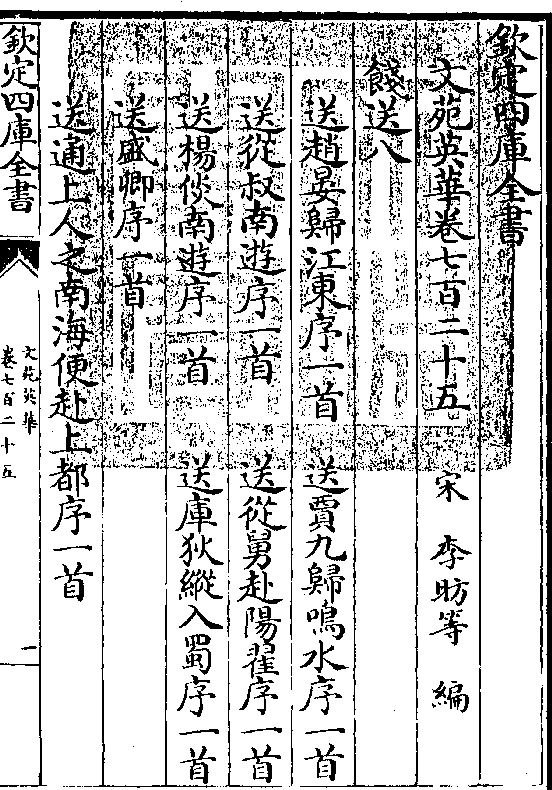 欽定四庫全書
文苑英華卷七百二十五 宋 李昉等 編
餞送八
送趙晏歸江東序一首 送賈九歸鳴水序一首
送從叔南遊序一首 送從舅赴陽翟序一首
送楊倓南遊序一首 送庫狄縱入蜀序一首
送盛卿序一首
送通上人之南海便赴上都序一首
欽定四庫全書
文苑英華
卷七百二十五
一